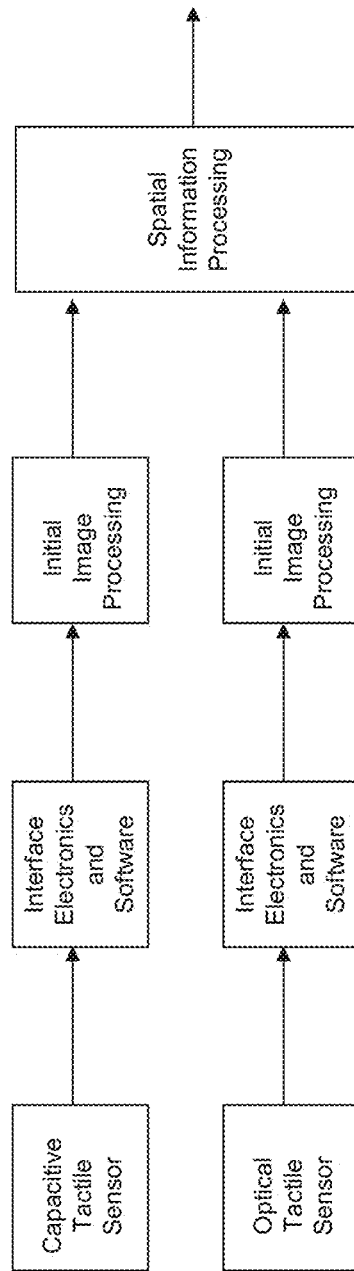 Capacitive
Tactile
Sensor
Interface
Electronics
and
Software
Initial
Image
Processing
Optical
Tactile
Sensor
Interface
Electronics
and
Software
Initial
Image
Processing
Spatial
Information
Processing